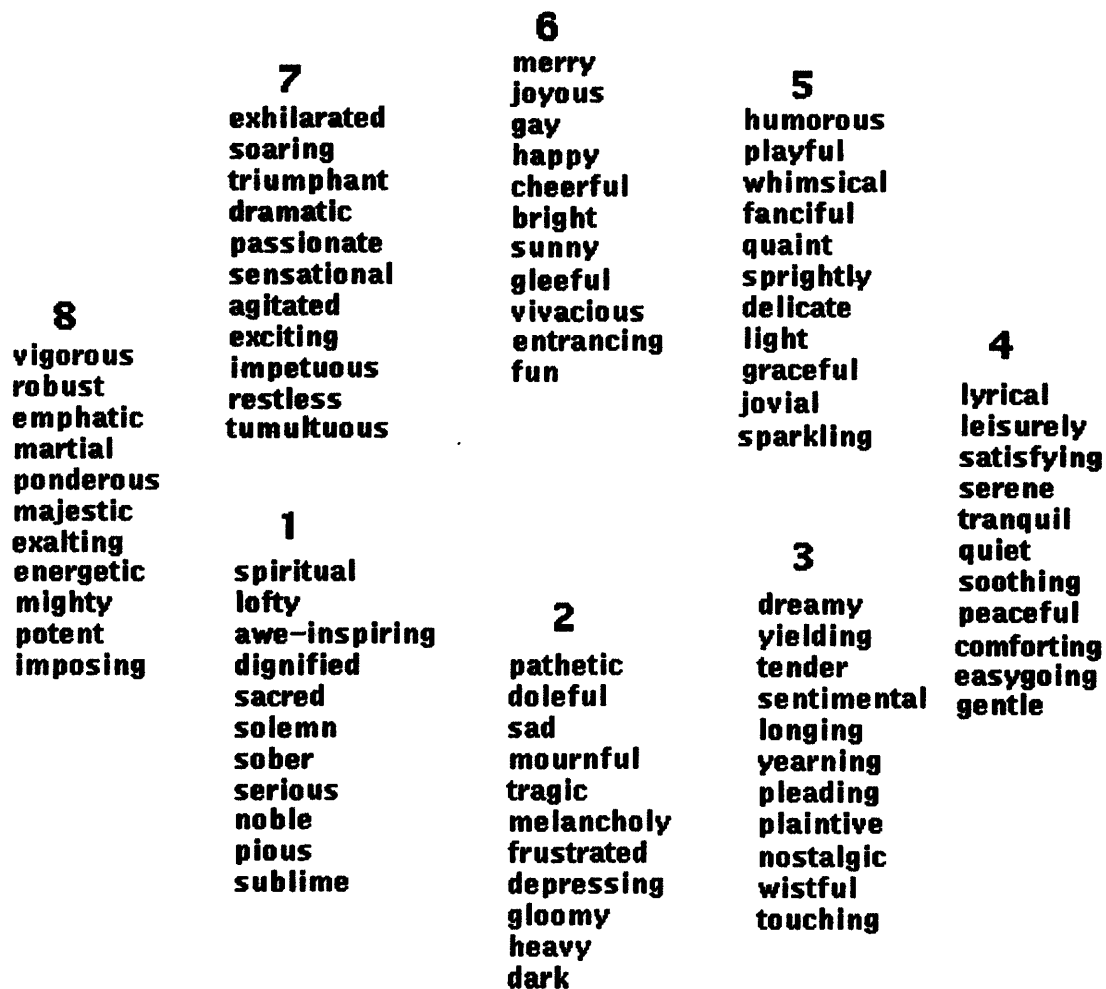 6
merry
joyous
gay
happy
cheerful
bright
sunny
gleeful
vivacious
entrancing
fun
7
exhilarated
soaring
triumphant
dramatic
passionate
sensational
agitated
exciting
impetuous
restless
tumultuous
5
humorous
playful
whimsical
fanciful
quaint
sprightly
delicate
light
graceful
jovial
sparkling
8
vigorous
robust
emphatic
martial
ponderous
majestic
exalting
energetic
mighty
potent
imposing
4
lyrical
leisurely
satisfying
serene
tranquil
quiet
soothing
peaceful
comforting
easygoing
gentle
1
spiritual
lofty
awe-inspiring
dignified
sacred
solemn
sober
serious
noble
pious
sublime
2
pathetic
doleful
sad
mournful
tragic
melancholy
frustrated
depressing
gloomy
heavy
dark
3
dreamy
yielding
tender
sentimental
longing
yearning
pleading
plaintive
nostalgic
wistful
touching